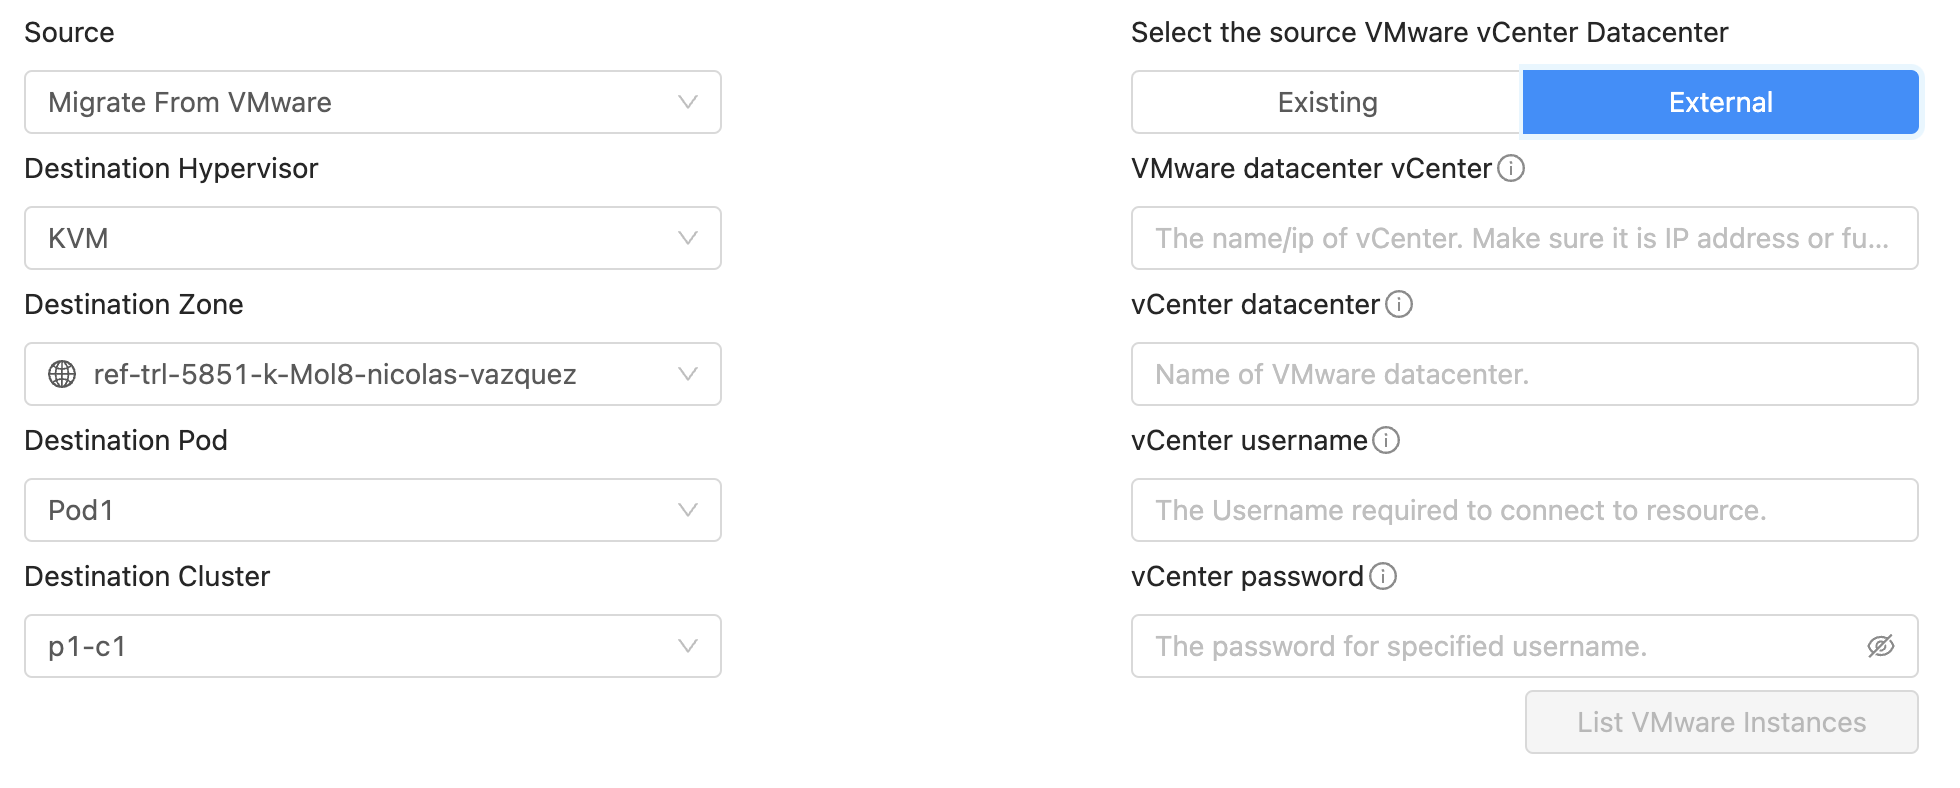 Source
Migrate From VMware
Destination Hypervisor
KVM
Destination Zone
ref-trl-5851-k-Mol8-nicolas-vazquez
Destination Pod
Pod1
Destination Cluster
p1-c1
Select the source VMware vCenter Datacenter
Existing External
VMware datacenter vCenter
The name/ip of vCenter. Make sure it is IP address or fu...
vCenter datacenter
Name of VMware datacenter.
vCenter username
The Username required to connect to resource.
vCenter password
The password for specified username.
List VMware Instances